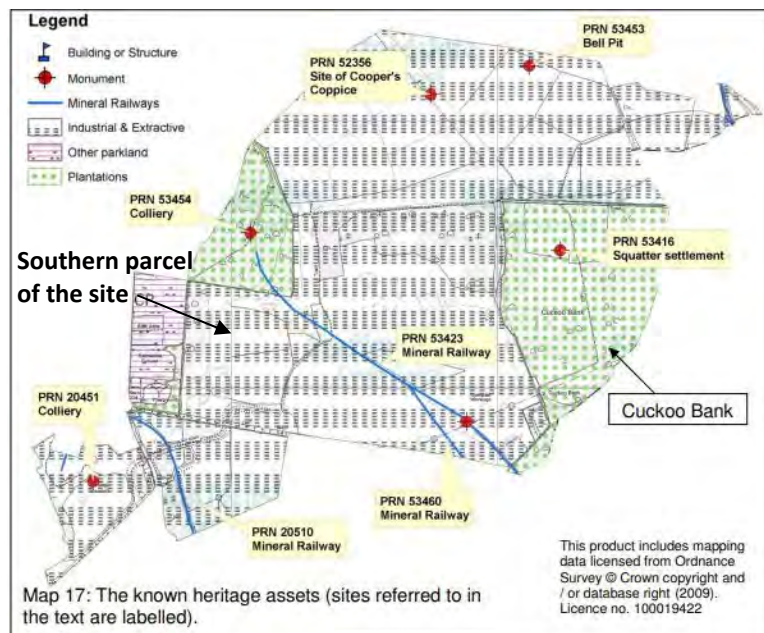 Legend
Building or Structure
Monument
Mineral Railways
Industrial & Extractive
Other parkland
Plantations
PRN 53453
Bell Pit
PRN 52356
Site of Cooper's
Coppice
PRN 53454
Colliery
PRN 53416
Squatter settlement
Southern parcel
of the site
Cuckoo Bank
PRN 53423
Mineral Railway
PRN 20451
Colliery
Cuckoo Bank
PRN 53460
Mineral Railway
PRN 20510
Mineral Railway
This product includes mapping
data licensed from Ordnance
Survey © Crown copyright and
/ or database right (2009).
Licence no. 100019422
Map 17: The known heritage assets (sites referred to in
the text are labelled).